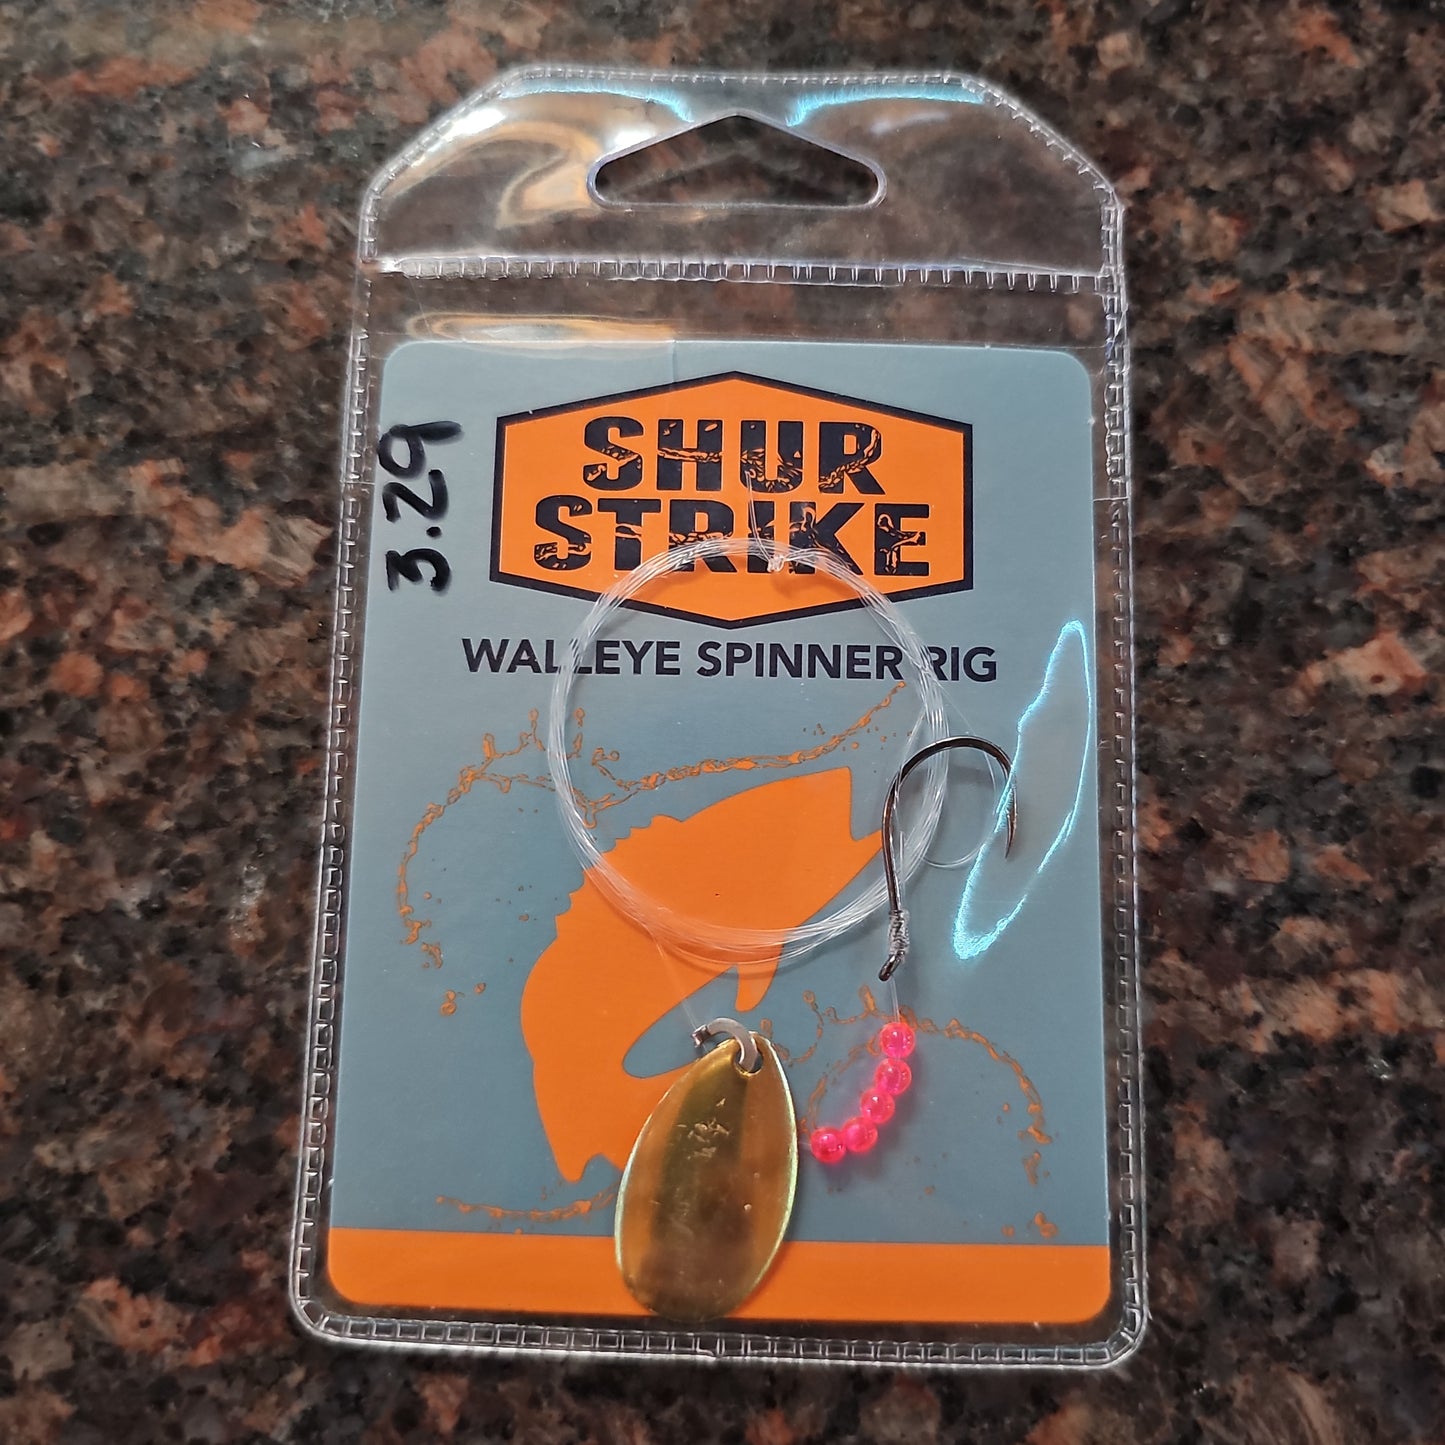 SHUR
STRIKE
WALLEYE SPINNER RIG
3.29